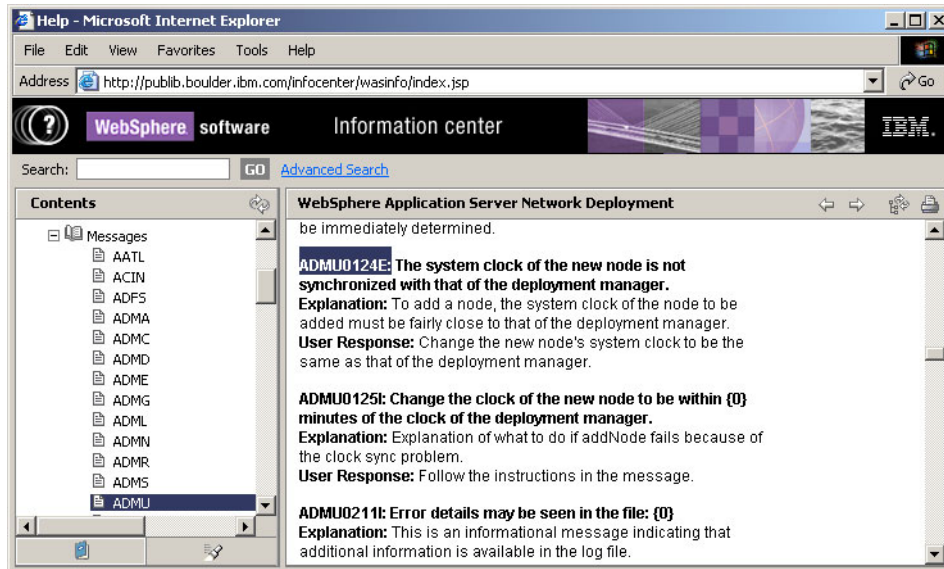 Help - Microsoft Internet Explorer
File Edit View Favorites Tools Help
Address http://publib.boulder.ibm.com/infocenter/wasinfo/index.jsp Go
(?) WebSphere software Information center IBM.
Search: GO Advanced Search
Contents
Messages
AATL
ACIN
ADFS
ADMA
ADMC
ADMD
ADME
ADMG
ADML
ADMN
ADMR
ADMS
ADMU
WebSphere Application Server Network Deployment
be immediately determined.
ADMU0124E: The system clock of the new node is not
synchronized with that of the deployment manager.
Explanation: To add a node, the system clock of the node to be
added must be fairly close to that of the deployment manager.
User Response: Change the new node's system clock to be the
same as that of the deployment manager.
ADMU0125I: Change the clock of the new node to be within {0}
minutes of the clock of the deployment manager.
Explanation: Explanation of what to do if addNode fails because of
the clock sync problem.
User Response: Follow the instructions in the message.
ADMU0211I: Error details may be seen in the file: {0}
Explanation: This is an informational message indicating that
additional information is available in the log file.